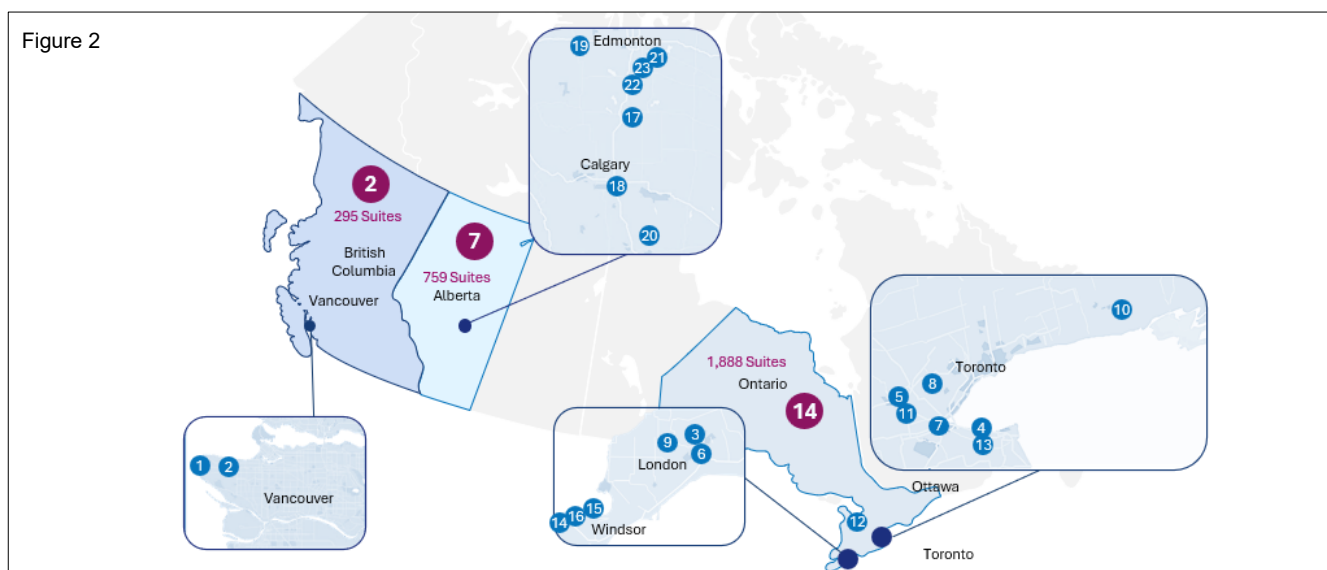 Figure 2
19
Edmonton
21
23
22
17
Calgary
18
20
2
295 Suites
British
Columbia
Vancouver
7
759 Suites
Alberta
1,888 Suites
Ontario
14
10
Toronto
8
5
11
7
4
13
1
2
Vancouver
3
9
6
London
15
16
14
Windsor
Ottawa
12
Toronto